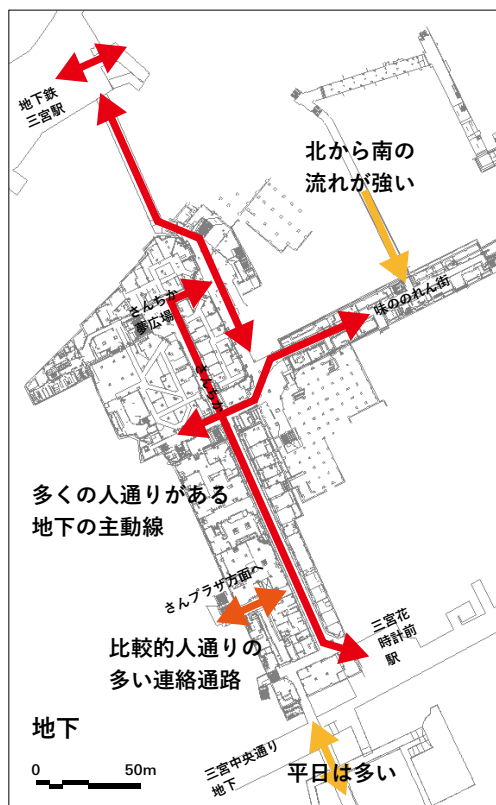 地下鉄
三宮駅
北から南の
流れが強い
さんちか
夢広場
味ののれん街
さんちか
多くの人通りがある
地下の主動線
さんプラザ方面へ
比較的人通りの
多い連絡通路
三宮花
時計前
駅
地下
0 50m
三宮中央通り
地下
平日は多い